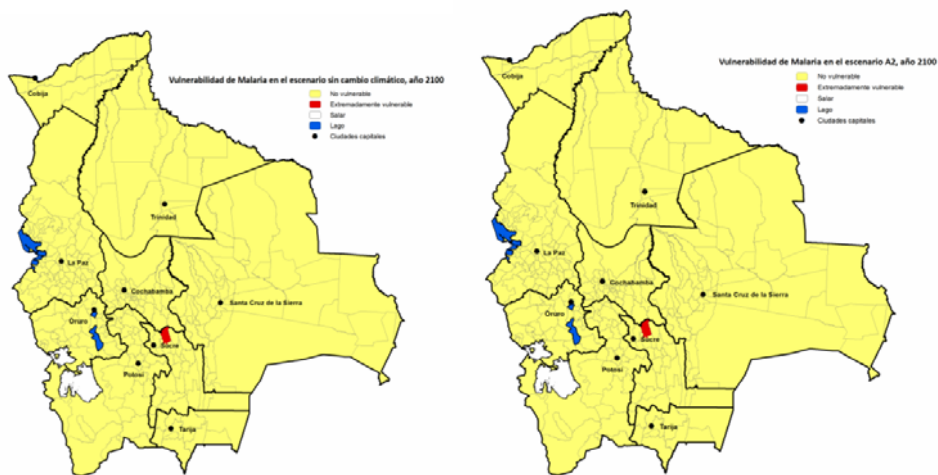 Vulnerabilidad de Malaria en el escenario sin cambio climático, año 2100
No vulnerable
Extremadamente vulnerable
Salar
Lago
Ciudades capitales
Cobija
Trinidad
La Paz
Cochabamba
Santa Cruz de la Sierra
Oruro
Sucre
Potosí
Tarija
Vulnerabilidad de Malaria en el escenario A2, año 2100
No vulnerable
Extremadamente vulnerable
Salar
Lago
Ciudades capitales
Cobija
Trinidad
La Paz
Cochabamba
Santa Cruz de la Sierra
Oruro
Sucre
Potosí
Tarija